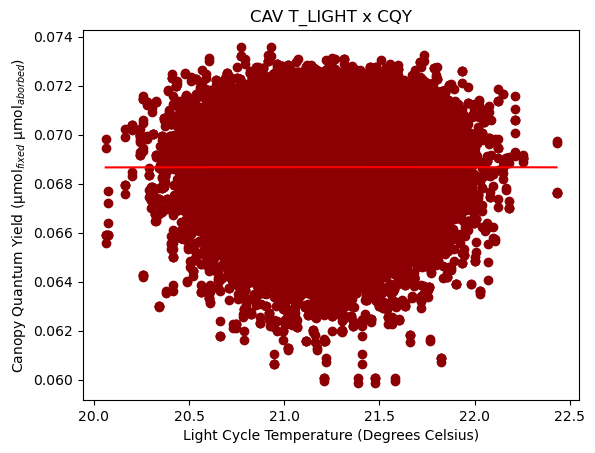 CAV T_LIGHT x CQY
Canopy Quantum Yield (µmol_fixed µmol_aborbed)
0.074
0.072
0.070
0.068
0.066
0.064
0.062
0.060
20.0 20.5 21.0 21.5 22.0 22.5
Light Cycle Temperature (Degrees Celsius)